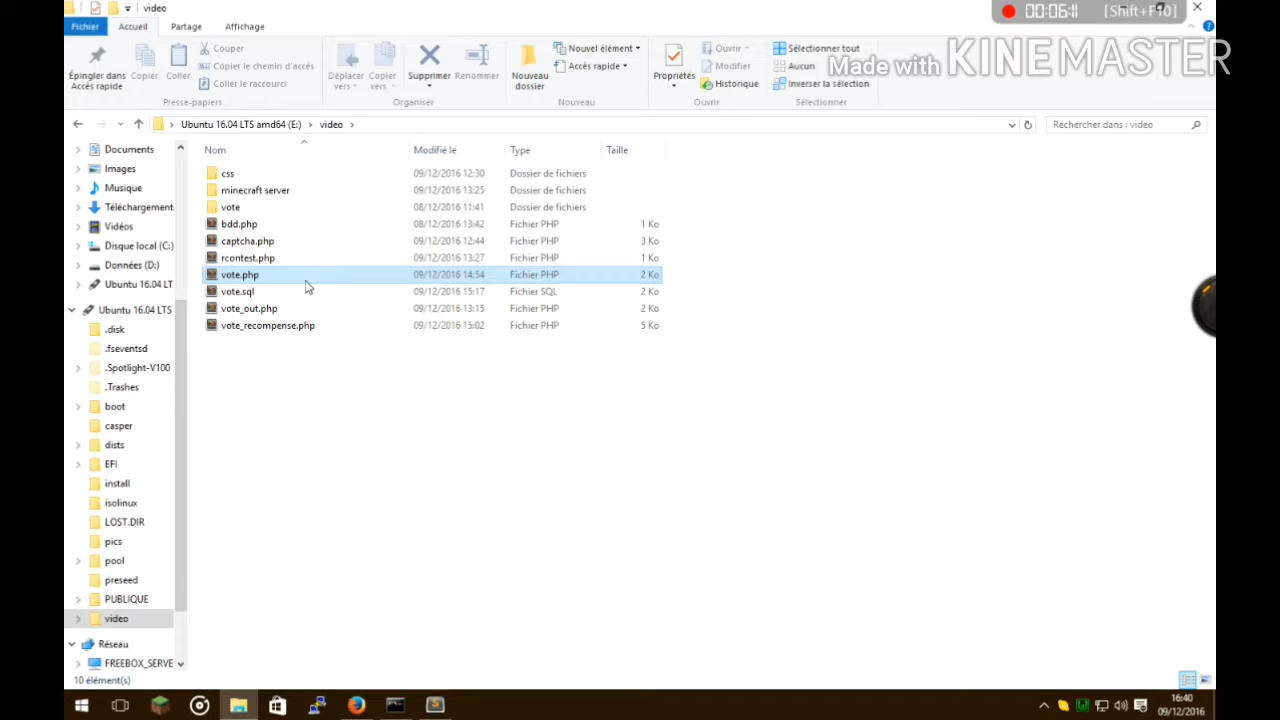 video
00:06:11 [Shift+F10]
Fichier Accueil Partage Affichage
Épingler dans Accès rapide
Copier
Coller
Couper
Copier le chemin d'accès
Coller le raccourci
Presse-papiers
Déplacer vers
Copier vers
Supprimer
Renommer
Organiser
Nouveau dossier
Nouvel élément
Accès rapide
Nouveau
Propriétés
Ouvrir
Modifier
Historique
Ouvrir
Sélectionner tout
Aucun
Inverser la sélection
Sélectionner
Made with KINEMASTER
Ubuntu 16.04 LTS amd64 (E:) video
Rechercher dans : video
Documents
Images
Musique
Téléchargement
Vidéos
Disque local (C:)
Données (D:)
Ubuntu 16.04 LT
Ubuntu 16.04 LTS
.disk
.fseventsd
.Spotlight-V100
.Trashes
boot
casper
dists
EFI
install
isolinux
LOST.DIR
pics
pool
preseed
PUBLIQUE
video
Réseau
FREEBOX_SERVE
Nom Modifié le Type Taille
css 09/12/2016 12:30 Dossier de fichiers
minecraft server 09/12/2016 13:25 Dossier de fichiers
vote 08/12/2016 11:41 Dossier de fichiers
bdd.php 08/12/2016 13:42 Fichier PHP 1 Ko
captcha.php 09/12/2016 12:44 Fichier PHP 3 Ko
rcontest.php 09/12/2016 13:27 Fichier PHP 1 Ko
vote.php 09/12/2016 14:54 Fichier PHP 2 Ko
vote.sql 09/12/2016 15:17 Fichier SQL 2 Ko
vote_out.php 09/12/2016 13:15 Fichier PHP 2 Ko
vote_recompense.php 09/12/2016 15:02 Fichier PHP 5 Ko
10 élément(s)
16:40
09/12/2016